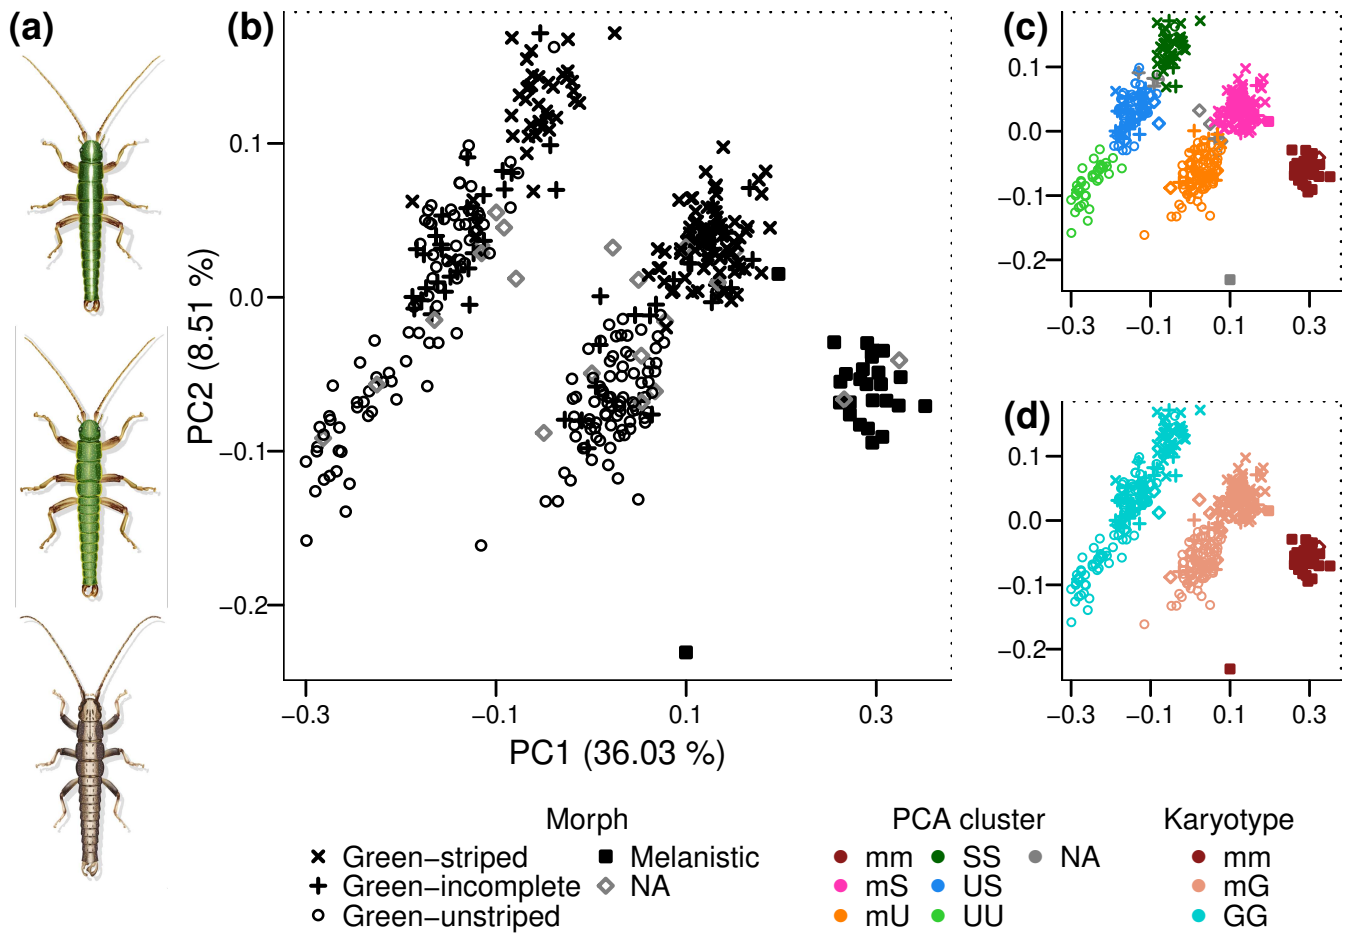 (a)
(b)
0.1
0.0
−0.1
−0.2
PC2 (8.51 %)
−0.3
−0.1
0.1
0.3
PC1 (36.03 %)
(c)
0.1
0.0
−0.1
−0.2
−0.3
−0.1
0.1
0.3
(d)
0.1
0.0
−0.1
−0.2
−0.3
−0.1
0.1
0.3
Morph
Green−striped
Green−incomplete
Green−unstriped
Melanistic
NA
PCA cluster
mm
mS
mU
SS
US
UU
NA
Karyotype
mm
mG
GG